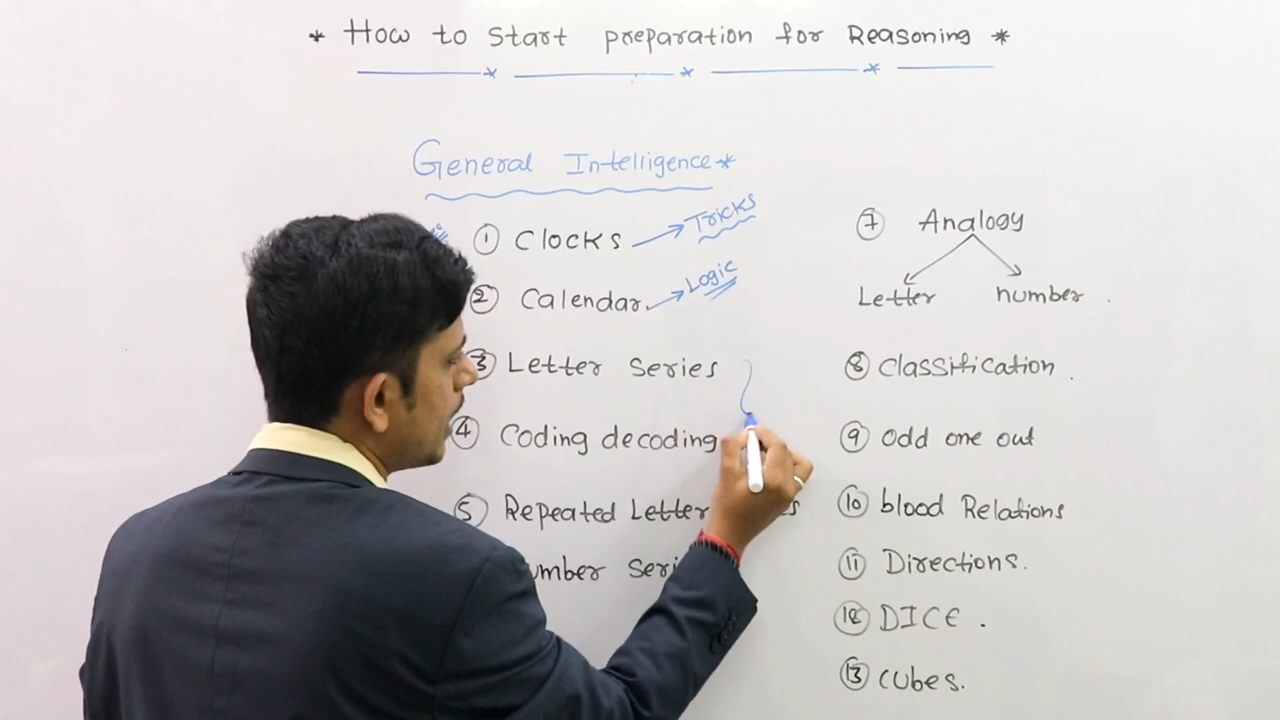 * How to Start preparation for Reasoning *
General Intelligence *
① Clocks → Tricks
② Calendar. → Logic
③ Letter Series
④ Coding decoding
⑤ Repeated Letter
Number
⑦ Analogy
Letter number .
⑧ classification .
⑨ odd one out
⑩ blood Relations
⑪ Directions.
⑫ DICE .
⑬ cubes.